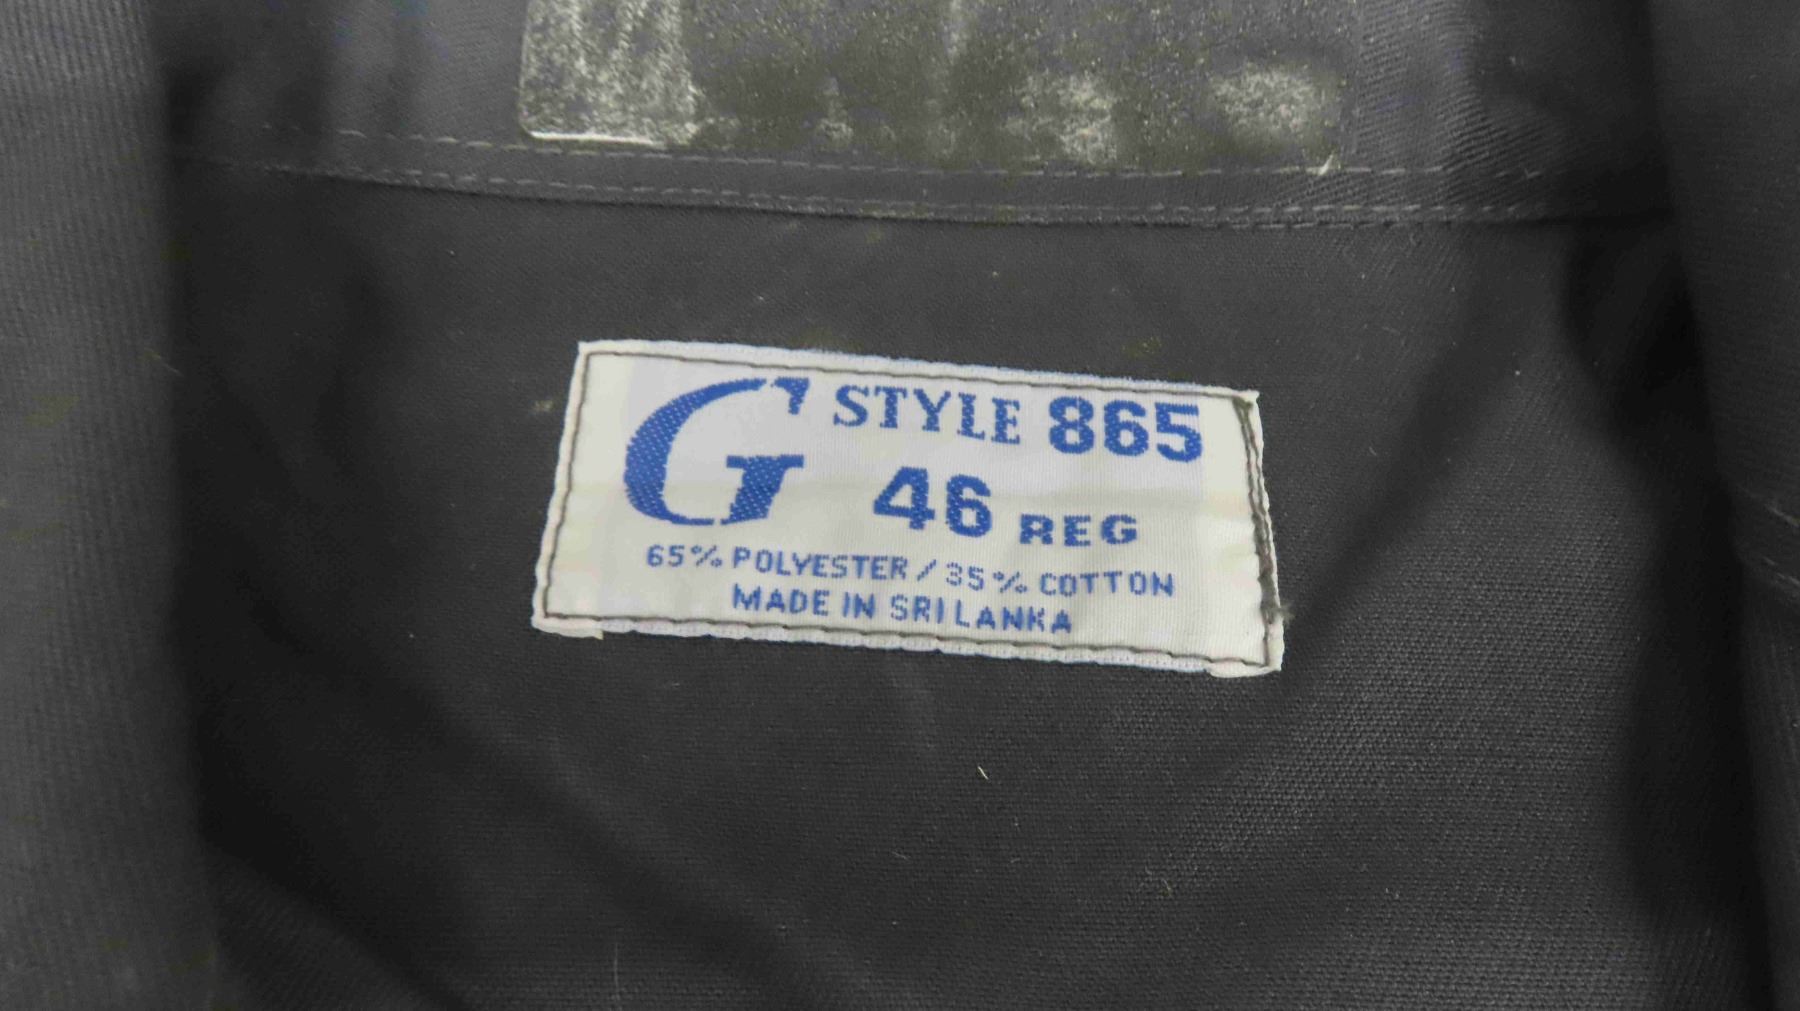 G STYLE 865
46 REG
65% POLYESTER / 35% COTTON
MADE IN SRI LANKA